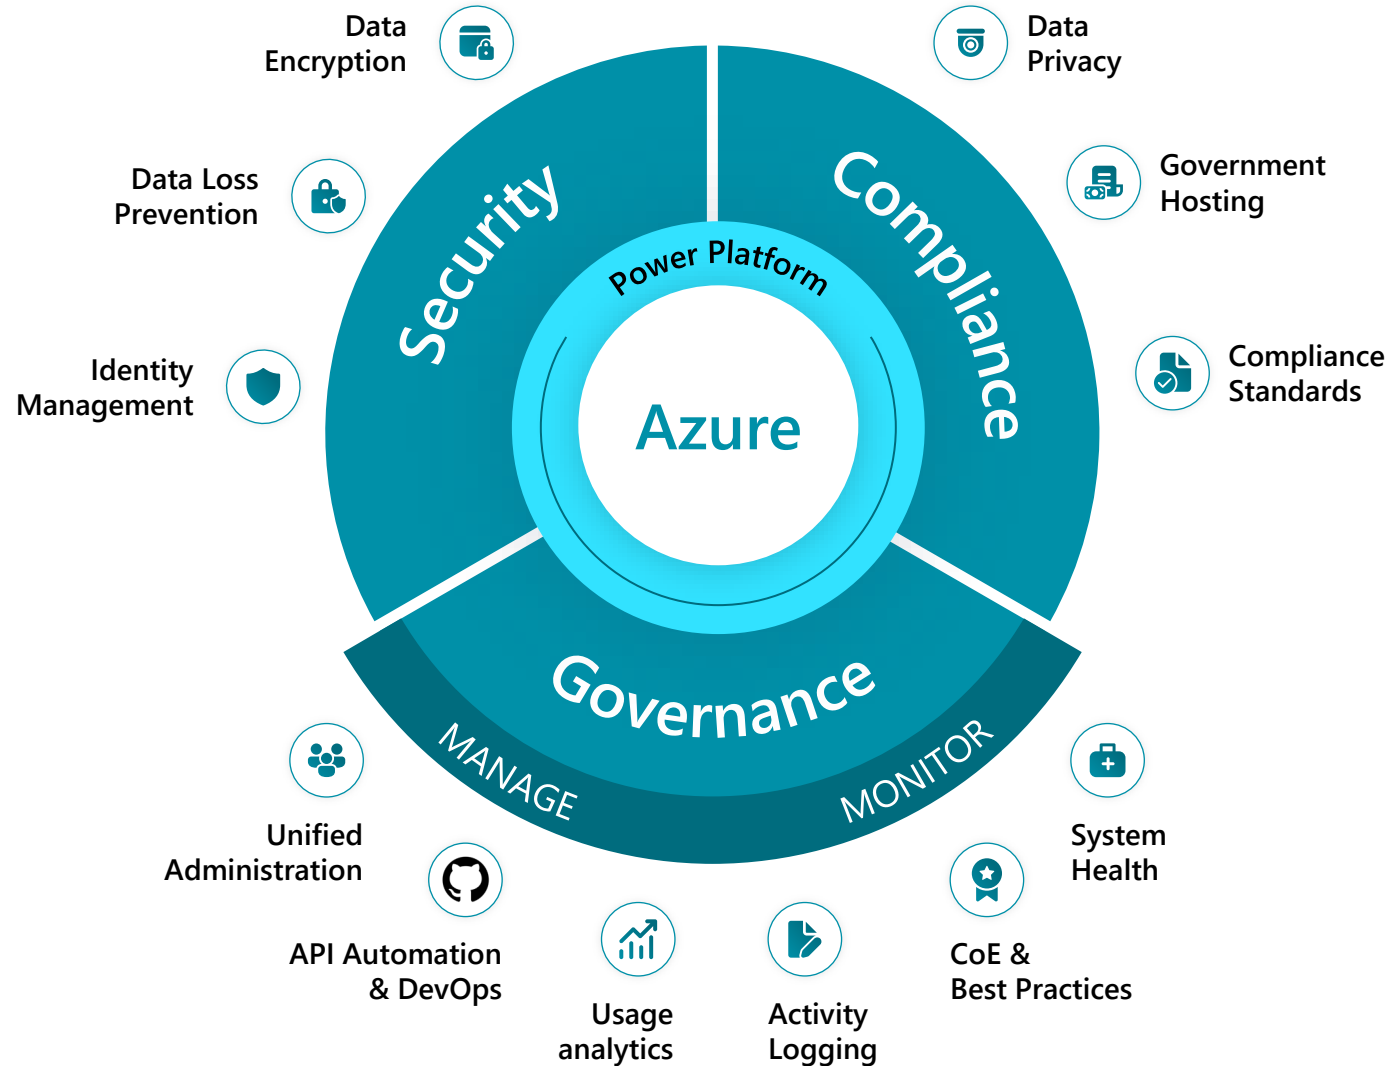 Data
Encryption
Data
Privacy
Data Loss
Prevention
Government
Hosting
Identity
Management
Compliance
Standards
Security
Compliance
Power Platform
Azure
Governance
MANAGE
MONITOR
Unified
Administration
System
Health
API Automation
& DevOps
CoE &
Best Practices
Usage
analytics
Activity
Logging